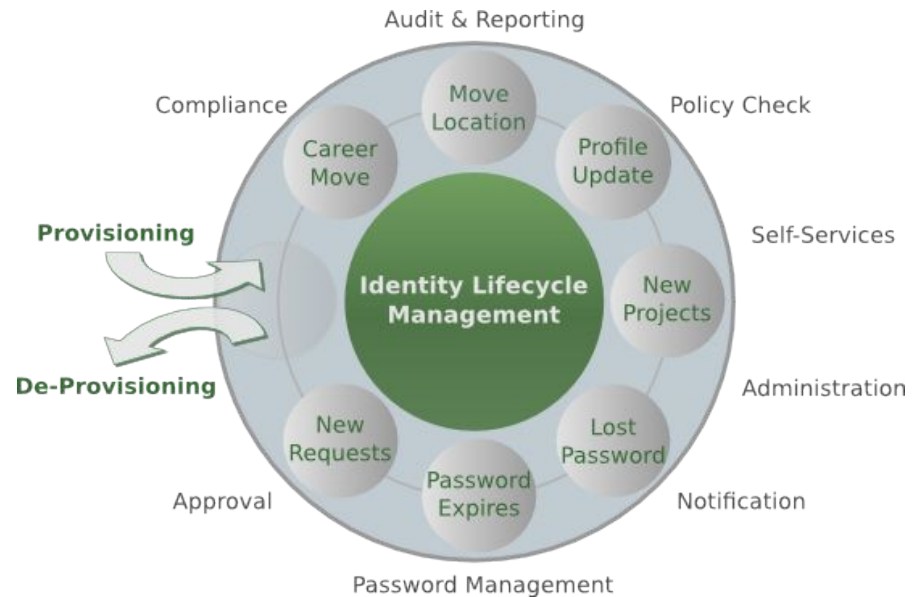 Audit & Reporting
Compliance
Policy Check
Move
Location
Career
Move
Profile
Update
Provisioning
Self-Services
Identity Lifecycle
Management
New
Projects
De-Provisioning
Administration
New
Requests
Lost
Password
Password
Expires
Approval
Notification
Password Management